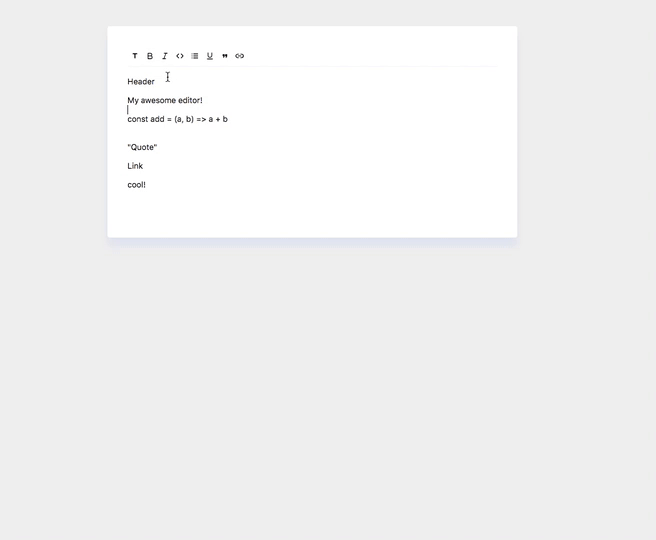 T B I U
Header
My awesome editor!
const add = (a, b) => a + b
"Quote"
Link
cool!